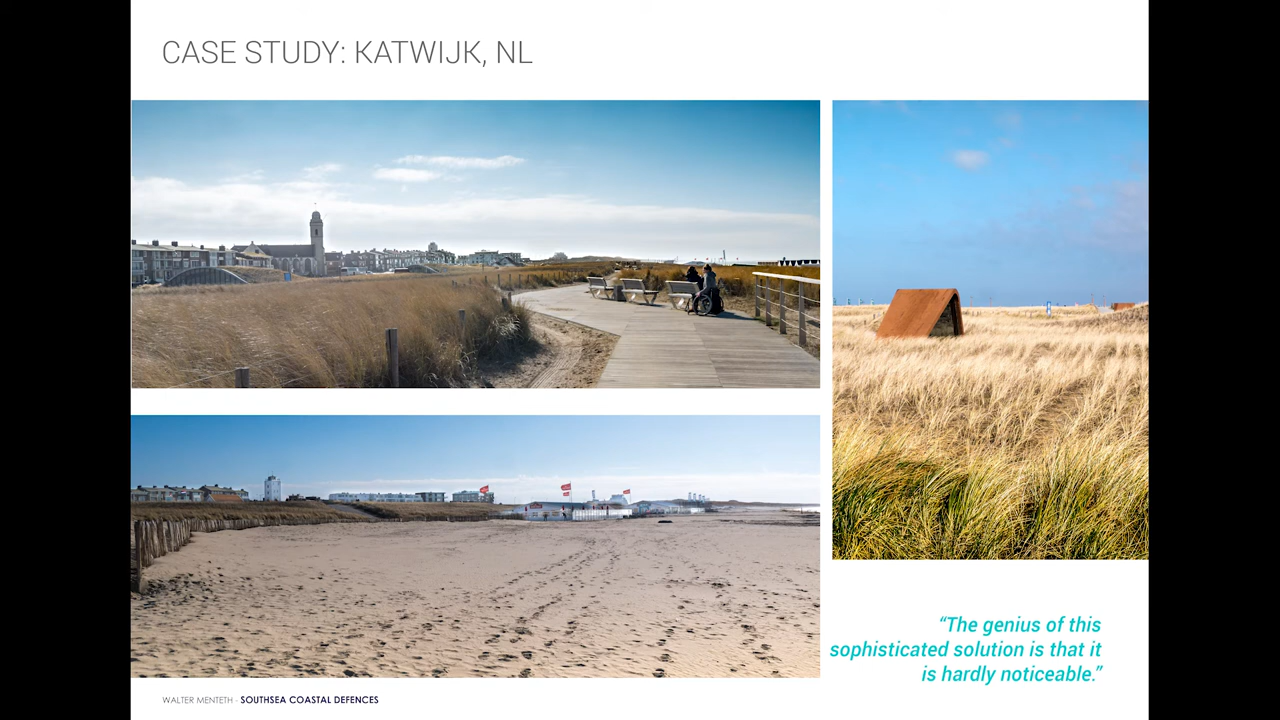 CASE STUDY: KATWIJK, NL
“The genius of this
sophisticated solution is that it
is hardly noticeable.”
WALTER MENTETH - SOUTHSEA COASTAL DEFENCES